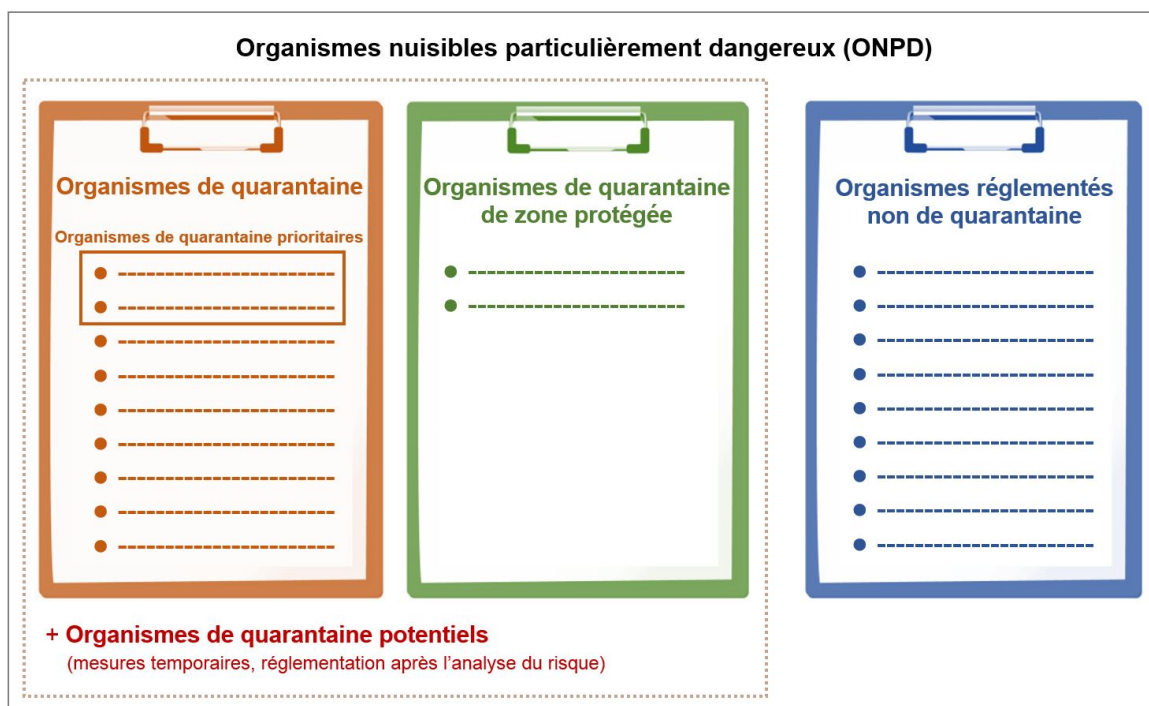 Organismes nuisibles particulièrement dangereux (ONPD)
Organismes de quarantaine
Organismes de quarantaine prioritaires
Organismes de quarantaine
de zone protégée
Organismes réglementés
non de quarantaine
+ Organismes de quarantaine potentiels
(mesures temporaires, réglementation après l’analyse du risque)